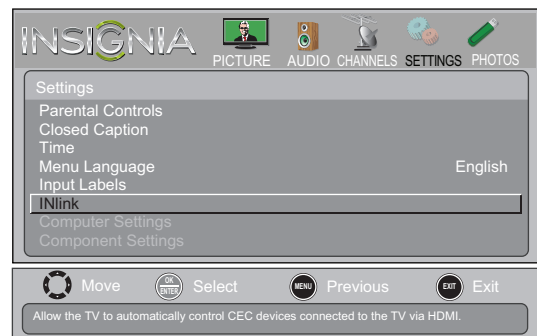 INSIGNIA
PICTURE AUDIO CHANNELS SETTINGS PHOTOS
Settings
Parental Controls
Closed Caption
Time
Menu Language English
Input Labels
INlink
Computer Settings
Component Settings
Move OK ENTER Select MENU Previous EXIT Exit
Allow the TV to automatically control CEC devices connected to the TV via HDMI.